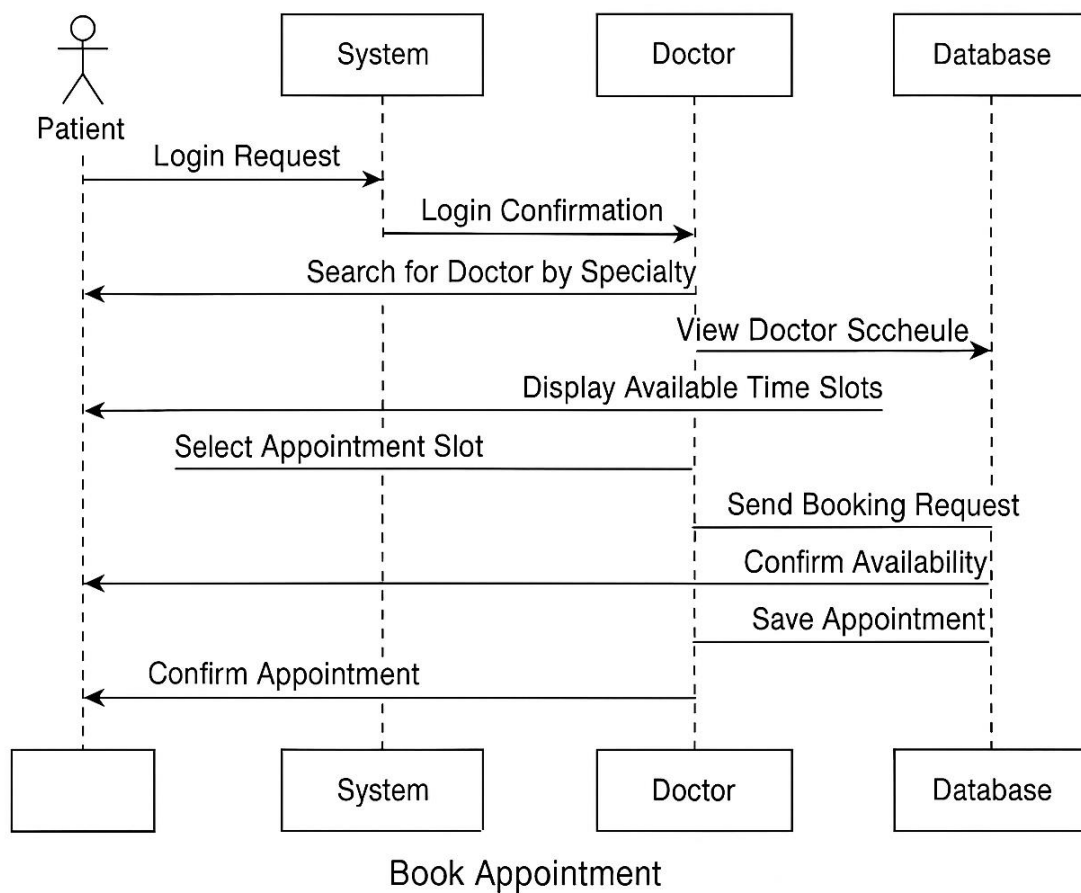 System
Doctor
Database
Patient
Login Request
Login Confirmation
Search for Doctor by Specialty
View Doctor Sccheule
Display Available Time Slots
Select Appointment Slot
Send Booking Request
Confirm Availability
Save Appointment
Confirm Appointment
System
Doctor
Database
Book Appointment